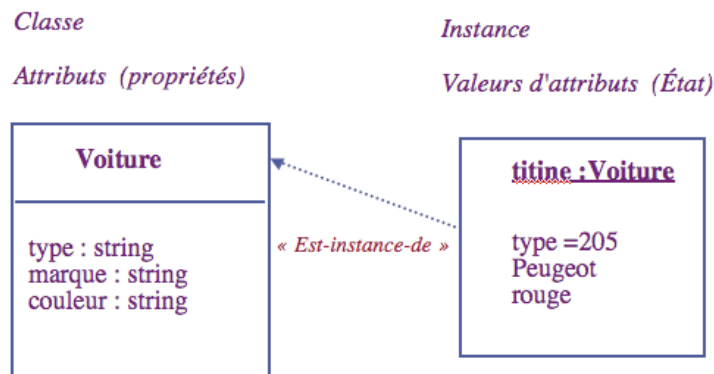 Classe
Attributs (propriétés)
Instance
Valeurs d'attributs (État)
Voiture
type : string
marque : string
couleur : string
« Est-instance-de »
titine :Voiture
type =205
Peugeot
rouge